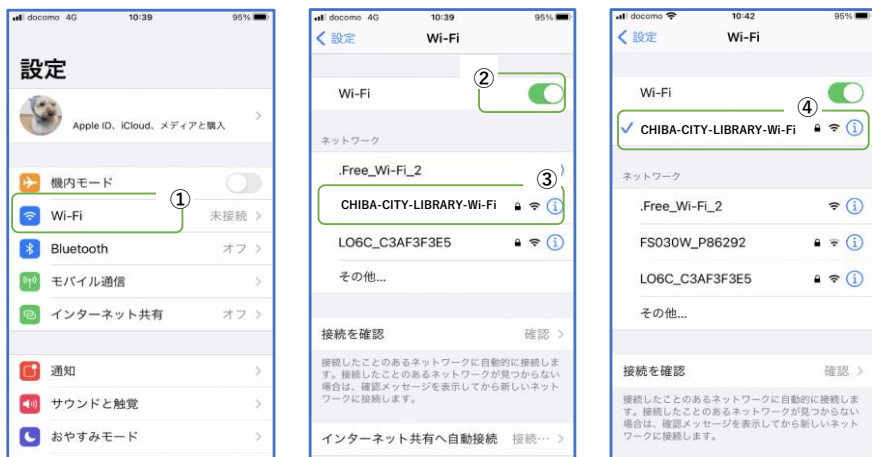 docomo 4G 10:39 95%
設定
Apple ID、iCloud、メディアと購入
機内モード
①
Wi-Fi 未接続
Bluetooth オフ
モバイル通信
インターネット共有 オフ
通知
サウンドと触覚
おやすみモード
docomo 4G 10:39 95%
設定 Wi-Fi
②
Wi-Fi
ネットワーク
.Free_Wi-Fi_2
③
CHIBA-CITY-LIBRARY-Wi-Fi
LO6C_C3AF3F3E5
その他...
接続を確認 確認
接続したことのあるネットワークに自動的に接続しま
す。接続したことのあるネットワークが見つからない
場合は、確認メッセージを表示してから新しいネット
ワークに接続します。
インターネット共有へ自動接続 接続…
docomo 10:42 95%
設定 Wi-Fi
Wi-Fi
④
CHIBA-CITY-LIBRARY-Wi-Fi
ネットワーク
.Free_Wi-Fi_2
FS030W_P86292
LO6C_C3AF3F3E5
その他...
接続を確認 確認
接続したことのあるネットワークに自動的に接続しま
す。接続したことのあるネットワークが見つからない
場合は、確認メッセージを表示してから新しいネット
ワークに接続します。